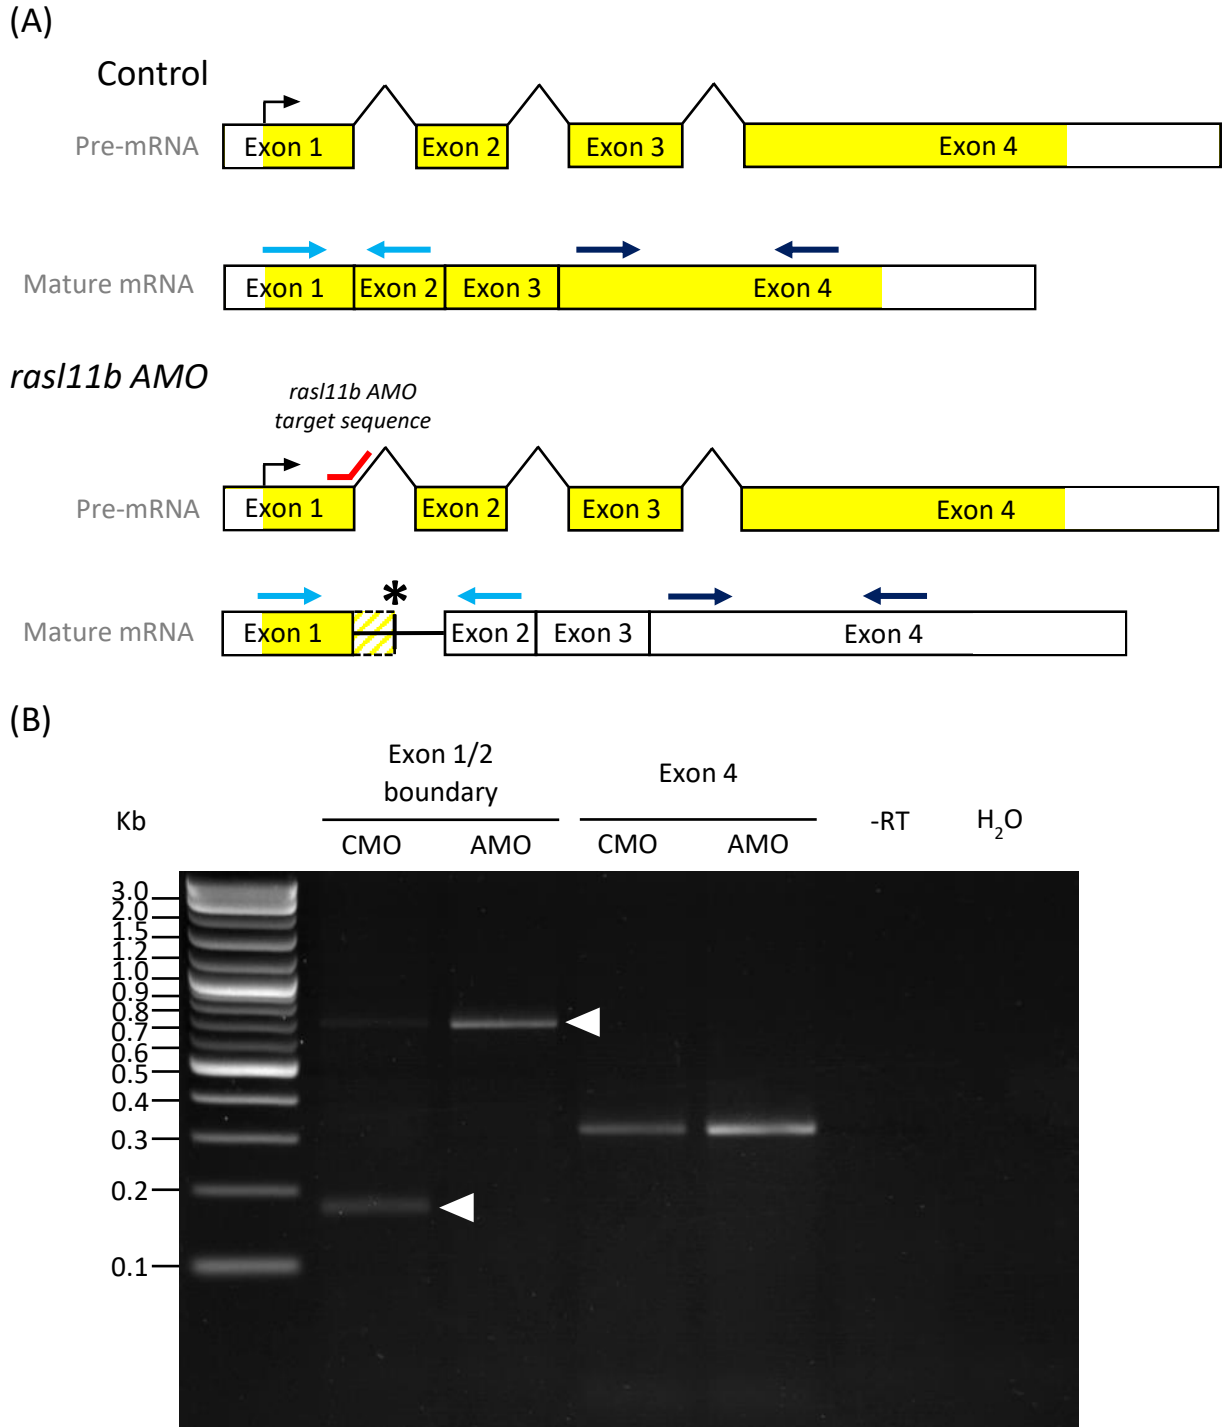 (A)
Control
Pre-mRNA
Exon 1
Exon 2
Exon 3
Exon 4
Mature mRNA
Exon 1
Exon 2
Exon 3
Exon 4
rasl11b AMO
rasl11b AMO
target sequence
Pre-mRNA
Exon 1
Exon 2
Exon 3
Exon 4
*
Mature mRNA
Exon 1
Exon 2
Exon 3
Exon 4
(B)
Exon 1/2
boundary
Exon 4
Kb
-RT
H₂O
CMO
AMO
CMO
AMO
3.0
2.0
1.5
1.2
1.0
0.9
0.8
0.7
0.6
0.5
0.4
0.3
0.2
0.1